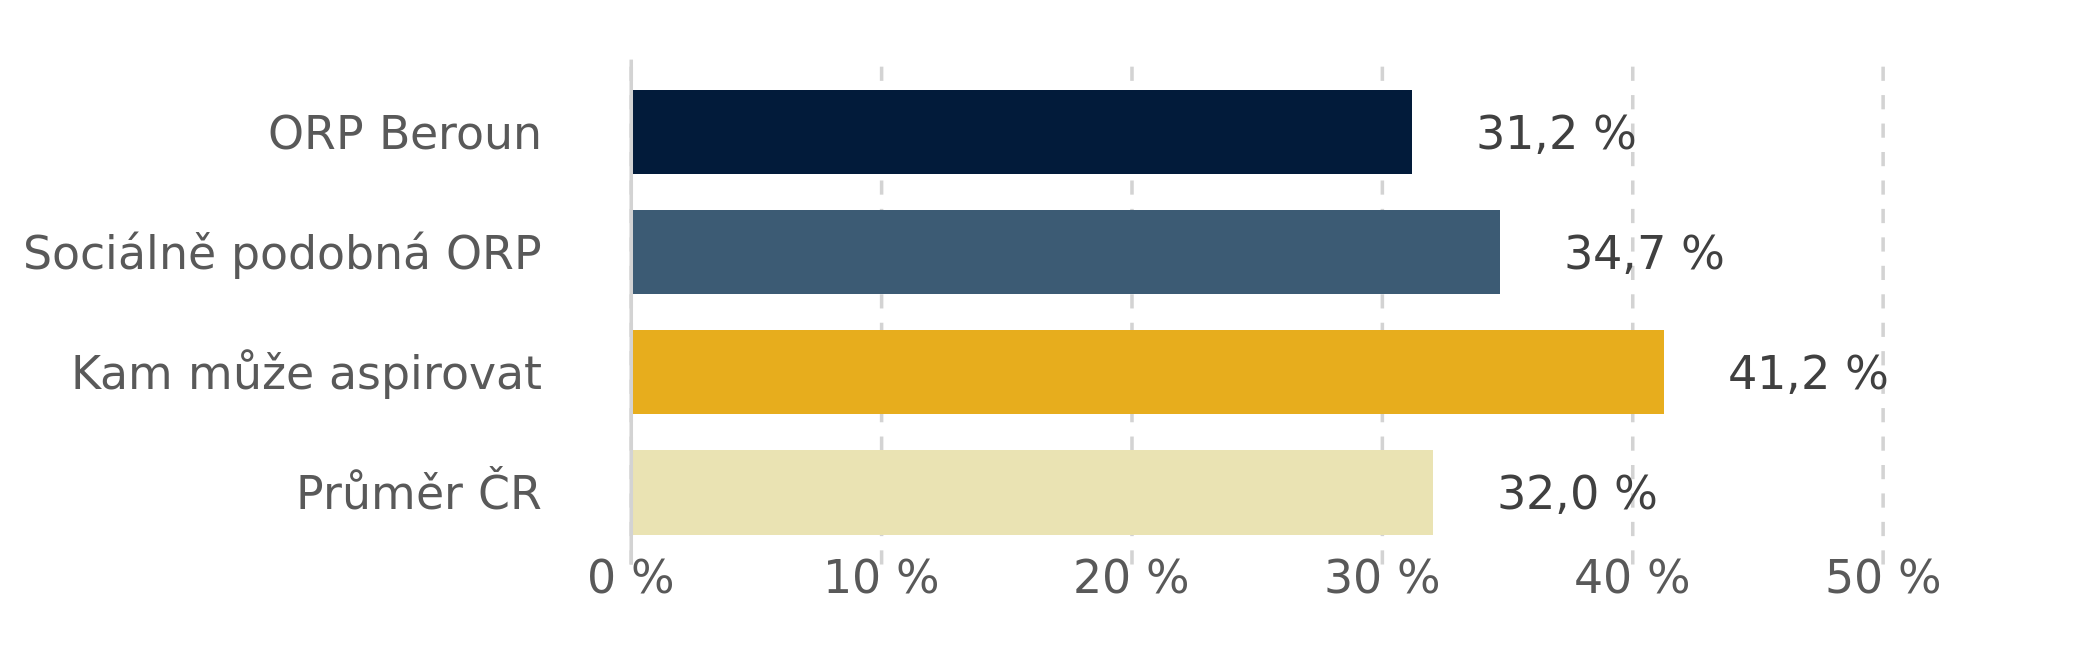 ORP Beroun 31,2 %
Sociálně podobná ORP 34,7 %
Kam může aspirovat 41,2 %
Průměr ČR 32,0 %
0 % 10 % 20 % 30 % 40 % 50 %